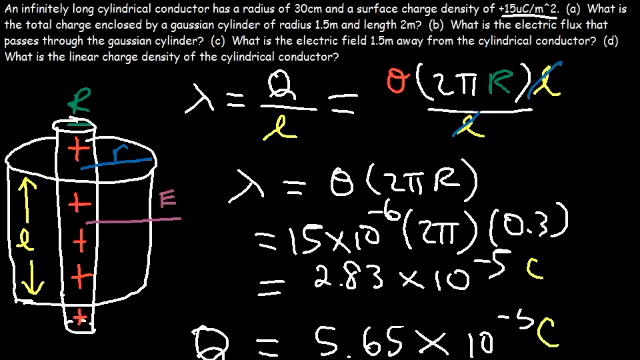 An infinitely long cylindrical conductor has a radius of 30cm and a surface charge density of +15uC/m^2. (a) What is
the total charge enclosed by a gaussian cylinder of radius 1.5m and length 2m? (b) What is the electric flux that
passes through the gaussian cylinder? (c) What is the electric field 1.5m away from the cylindrical conductor? (d)
What is the linear charge density of the cylindrical conductor?
R
r
E
l
+
+
+
+
+
λ = Q/l = σ(2πR)l/l
λ = σ(2πR)
= 15×10^-6(2π)(0.3)
= 2.83 × 10^-5 C
Q = 5.65 × 10^-5 C